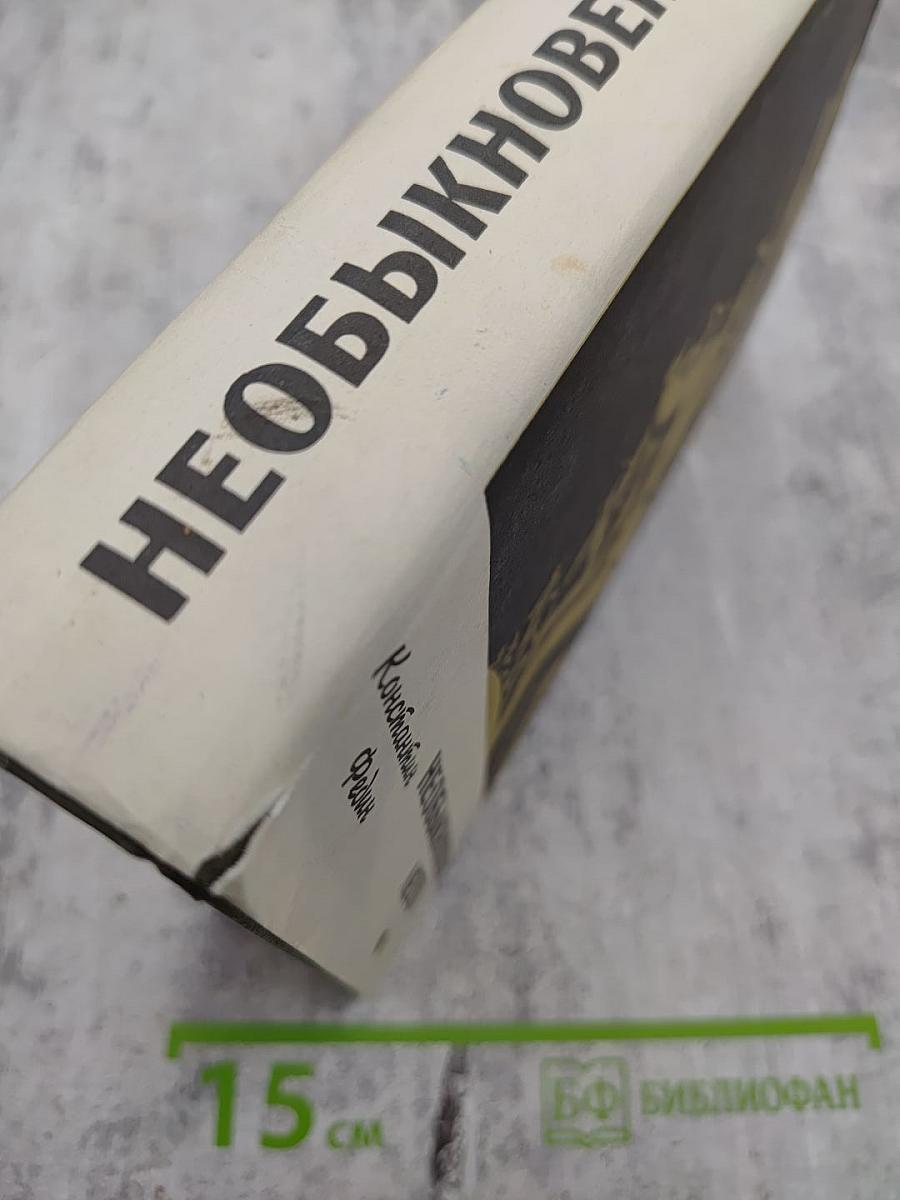 НЕОБЫКНОВЕН
Константин
Федин
15 см
БФ БИБЛИОФАН